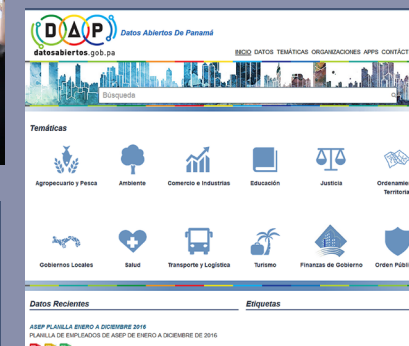 DAP
Datos Abiertos De Panamá
datosabiertos.gob.pa
INICIO DATOS TEMÁTICAS ORGANIZACIONES APPS CONTÁCT
Búsqueda
Temáticas
Agropecuario y Pesca Ambiente Comercio e Industrias Educación Justicia Ordenamien
Territoria
Gobiernos Locales Salud Transporte y Logística Turismo Finanzas de Gobierno Orden Públi
Datos Recientes Etiquetas
ASEP PLANILLA ENERO A DICIEMBRE 2016
PLANILLA DE EMPLEADOS DE ASEP DE ENERO A DICIEMBRE DE 2016